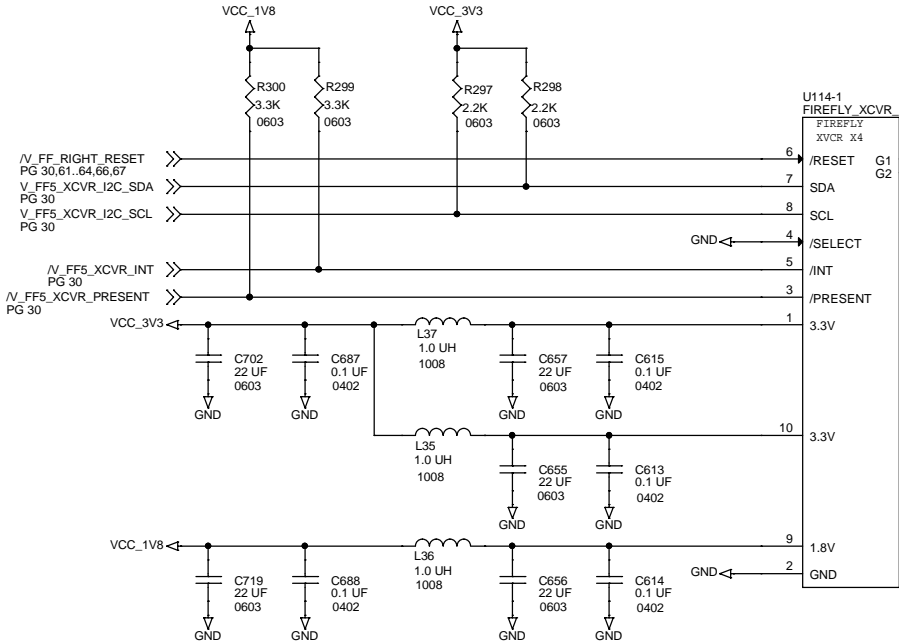 VCC_1V8
VCC_3V3
R300
3.3K
0603
R299
3.3K
0603
R297
2.2K
0603
R298
2.2K
0603
U114-1
FIREFLY_XCVR_
FIREFLY
XVCR X4
/V_FF_RIGHT_RESET
PG 30,61..64,66,67
6
/RESET
G1
G2
V_FF5_XCVR_I2C_SDA
PG 30
7
SDA
V_FF5_XCVR_I2C_SCL
PG 30
8
SCL
GND
4
/SELECT
/V_FF5_XCVR_INT
PG 30
5
/INT
/V_FF5_XCVR_PRESENT
PG 30
3
/PRESENT
VCC_3V3
L37
1.0 UH
1008
1
3.3V
C702
22 UF
0603
GND
C687
0.1 UF
0402
GND
C657
22 UF
0603
GND
C615
0.1 UF
0402
GND
L35
1.0 UH
1008
10
3.3V
C655
22 UF
0603
GND
C613
0.1 UF
0402
GND
VCC_1V8
L36
1.0 UH
1008
9
1.8V
GND
2
GND
C719
22 UF
0603
GND
C688
0.1 UF
0402
GND
C656
22 UF
0603
GND
C614
0.1 UF
0402
GND